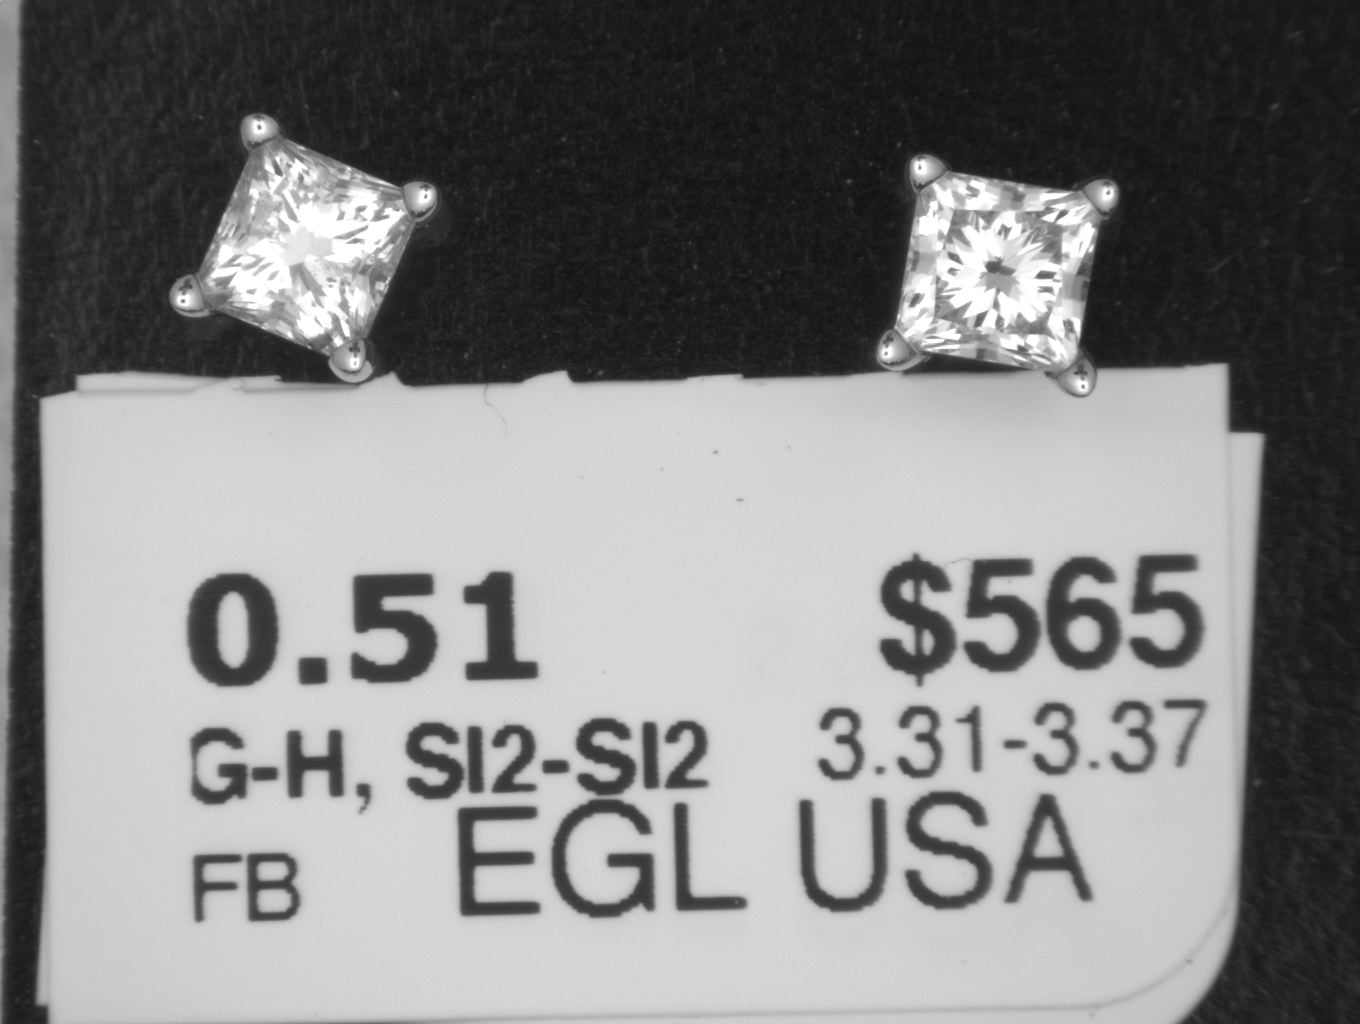 0.51 $565
G-H, SI2-SI2 3.31-3.37
FB EGL USA